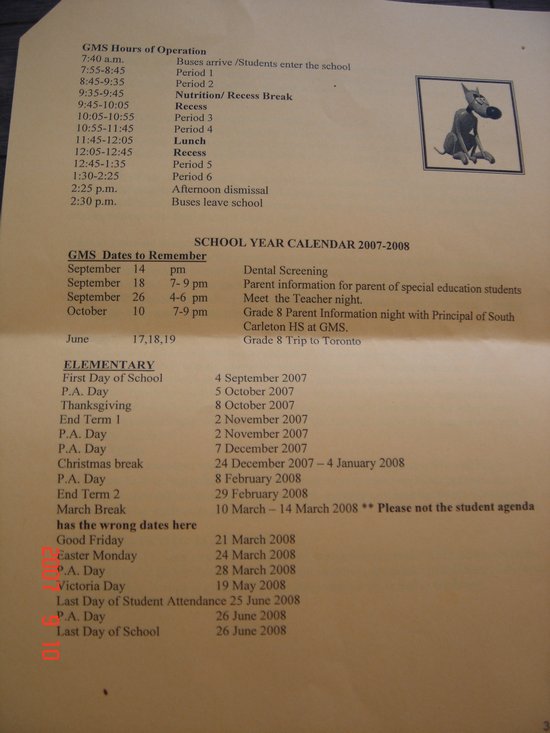 GMS Hours of Operation
7:40 a.m. Buses arrive /Students enter the school
7:55-8:45 Period 1
8:45-9:35 Period 2
9:35-9:45 Nutrition/ Recess Break
9:45-10:05 Recess
10:05-10:55 Period 3
10:55-11:45 Period 4
11:45-12:05 Lunch
12:05-12:45 Recess
12:45-1:35 Period 5
1:30-2:25 Period 6
2:25 p.m. Afternoon dismissal
2:30 p.m. Buses leave school
SCHOOL YEAR CALENDAR 2007-2008
GMS Dates to Remember
September 14 pm Dental Screening
September 18 7- 9 pm Parent information for parent of special education students
September 26 4-6 pm Meet the Teacher night.
October 10 7-9 pm Grade 8 Parent Information night with Principal of South
Carleton HS at GMS.
June 17,18,19 Grade 8 Trip to Toronto
ELEMENTARY
First Day of School 4 September 2007
P.A. Day 5 October 2007
Thanksgiving 8 October 2007
End Term 1 2 November 2007
P.A. Day 2 November 2007
P.A. Day 7 December 2007
Christmas break 24 December 2007 – 4 January 2008
P.A. Day 8 February 2008
End Term 2 29 February 2008
March Break 10 March – 14 March 2008 ** Please not the student agenda
has the wrong dates here
Good Friday 21 March 2008
Easter Monday 24 March 2008
P.A. Day 28 March 2008
Victoria Day 19 May 2008
Last Day of Student Attendance 25 June 2008
P.A. Day 26 June 2008
Last Day of School 26 June 2008
2007 9 10
3